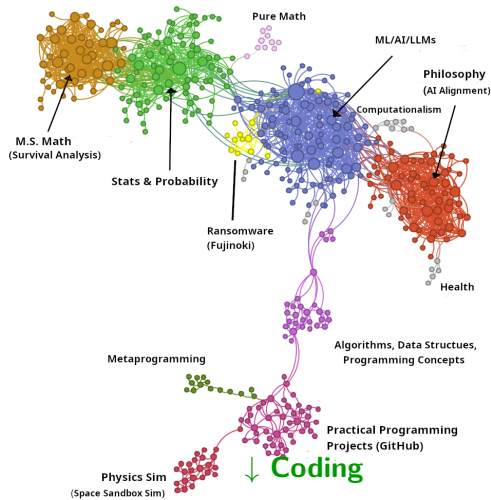 Pure Math
ML/AI/LLMs
Philosophy
(AI Alignment)
Computationalism
M.S. Math
(Survival Analysis)
Stats & Probability
Ransomware
(Fujinoki)
Health
Algorithms, Data Structues,
Programming Concepts
Metaprogramming
Practical Programming
Projects (GitHub)
↓ Coding
Physics Sim
(Space Sandbox Sim)